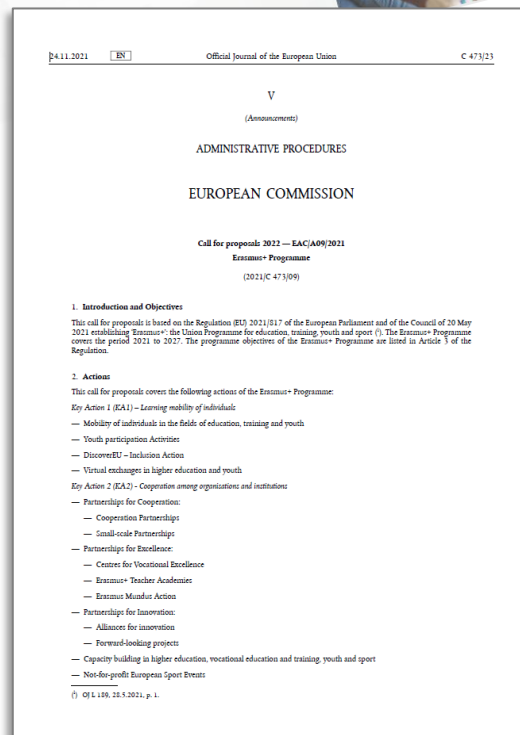 24.11.2021 EN Official Journal of the European Union C 473/23
V
(Announcements)
ADMINISTRATIVE PROCEDURES
EUROPEAN COMMISSION
Call for proposals 2022 — EAC/A09/2021
Erasmus+ Programme
(2021/C 473/09)
1. Introduction and Objectives
This call for proposals is based on the Regulation (EU) 2021/817 of the European Parliament and of the Council of 20 May
2021 establishing 'Erasmus+': the Union Programme for education, training, youth and sport (¹). The Erasmus+ Programme
covers the period 2021 to 2027. The programme objectives of the Erasmus+ Programme are listed in Article 3 of the
Regulation.
2. Actions
This call for proposals covers the following actions of the Erasmus+ Programme:
Key Action 1 (KA1) – Learning mobility of individuals
— Mobility of individuals in the fields of education, training and youth
— Youth participation Activities
— DiscoverEU – Inclusion Action
— Virtual exchanges in higher education and youth
Key Action 2 (KA2) - Cooperation among organisations and institutions
— Partnerships for Cooperation:
— Cooperation Partnerships
— Small-scale Partnerships
— Partnerships for Excellence:
— Centres for Vocational Excellence
— Erasmus+ Teacher Academies
— Erasmus Mundus Action
— Partnerships for Innovation:
— Alliances for innovation
— Forward-looking projects
— Capacity building in higher education, vocational education and training, youth and sport
— Not-for-profit European Sport Events
(¹) OJ L 189, 28.5.2021, p. 1.